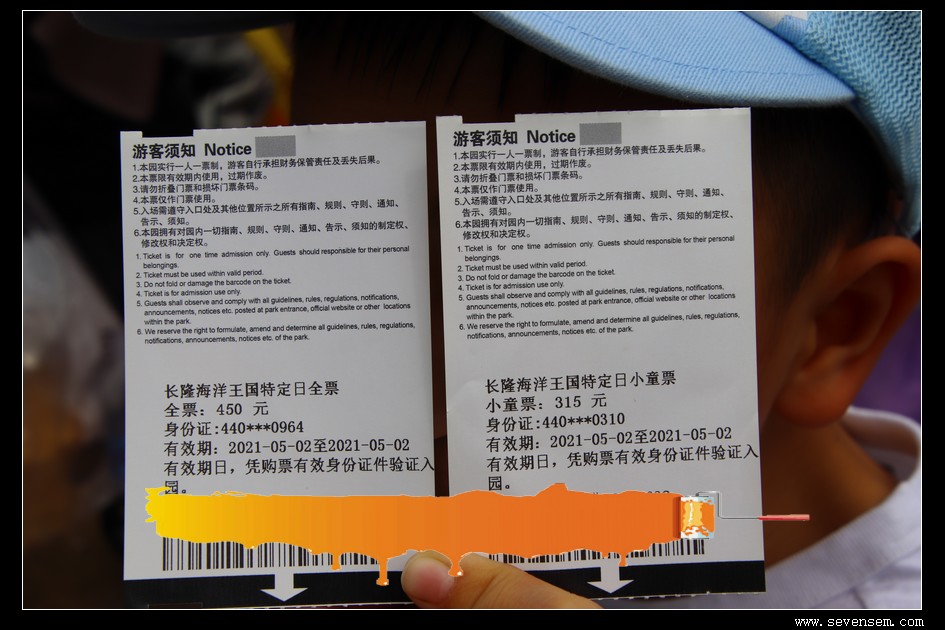 游客须知 Notice
1.本园实行一人一票制，游客自行承担财务保管责任及丢失后果。
2.本票限有效期内使用，过期作废。
3.请勿折叠门票和损坏门票条码。
4.本票仅作门票使用。
5.入场需遵守入口处及其他位置所示之所有指南、规则、守则、通知、
告示、须知。
6.本园拥有对园内一切指南、规则、守则、通知、告示、须知的制定权、
修改权和决定权。
1. Ticket is for one time admission only. Guests should responsible for their personal
belongings.
2. Ticket must be used within valid period.
3. Do not fold or damage the barcode on the ticket.
4. Ticket is for admission use only.
5. Guests shall observe and comply with all guidelines, rules, regulations, notifications,
announcements, notices etc. posted at park entrance, official website or other locations
within the park.
6. We reserve the right to formulate, amend and determine all guidelines, rules, regulations,
notifications, announcements, notices etc. of the park.
长隆海洋王国特定日全票
全票: 450 元
身份证:440***0964
有效期: 2021-05-02至2021-05-02
有效期日，凭购票有效身份证件验证入
园。
游客须知 Notice
1.本园实行一人一票制，游客自行承担财务保管责任及丢失后果。
2.本票限有效期内使用，过期作废。
3.请勿折叠门票和损坏门票条码。
4.本票仅作门票使用。
5.入场需遵守入口处及其他位置所示之所有指南、规则、守则、通知、
告示、须知。
6.本园拥有对园内一切指南、规则、守则、通知、告示、须知的制定权、
修改权和决定权。
1. Ticket is for one time admission only. Guests should responsible for their personal
belongings.
2. Ticket must be used within valid period.
3. Do not fold or damage the barcode on the ticket.
4. Ticket is for admission use only.
5. Guests shall observe and comply with all guidelines, rules, regulations, notifications,
announcements, notices etc. posted at park entrance, official website or other locations
within the park.
6. We reserve the right to formulate, amend and determine all guidelines, rules, regulations,
notifications, announcements, notices etc. of the park.
长隆海洋王国特定日小童票
小童票: 315 元
身份证:440***0310
有效期: 2021-05-02至2021-05-02
有效期日，凭购票有效身份证件验证入
园。
www.sevensem.com